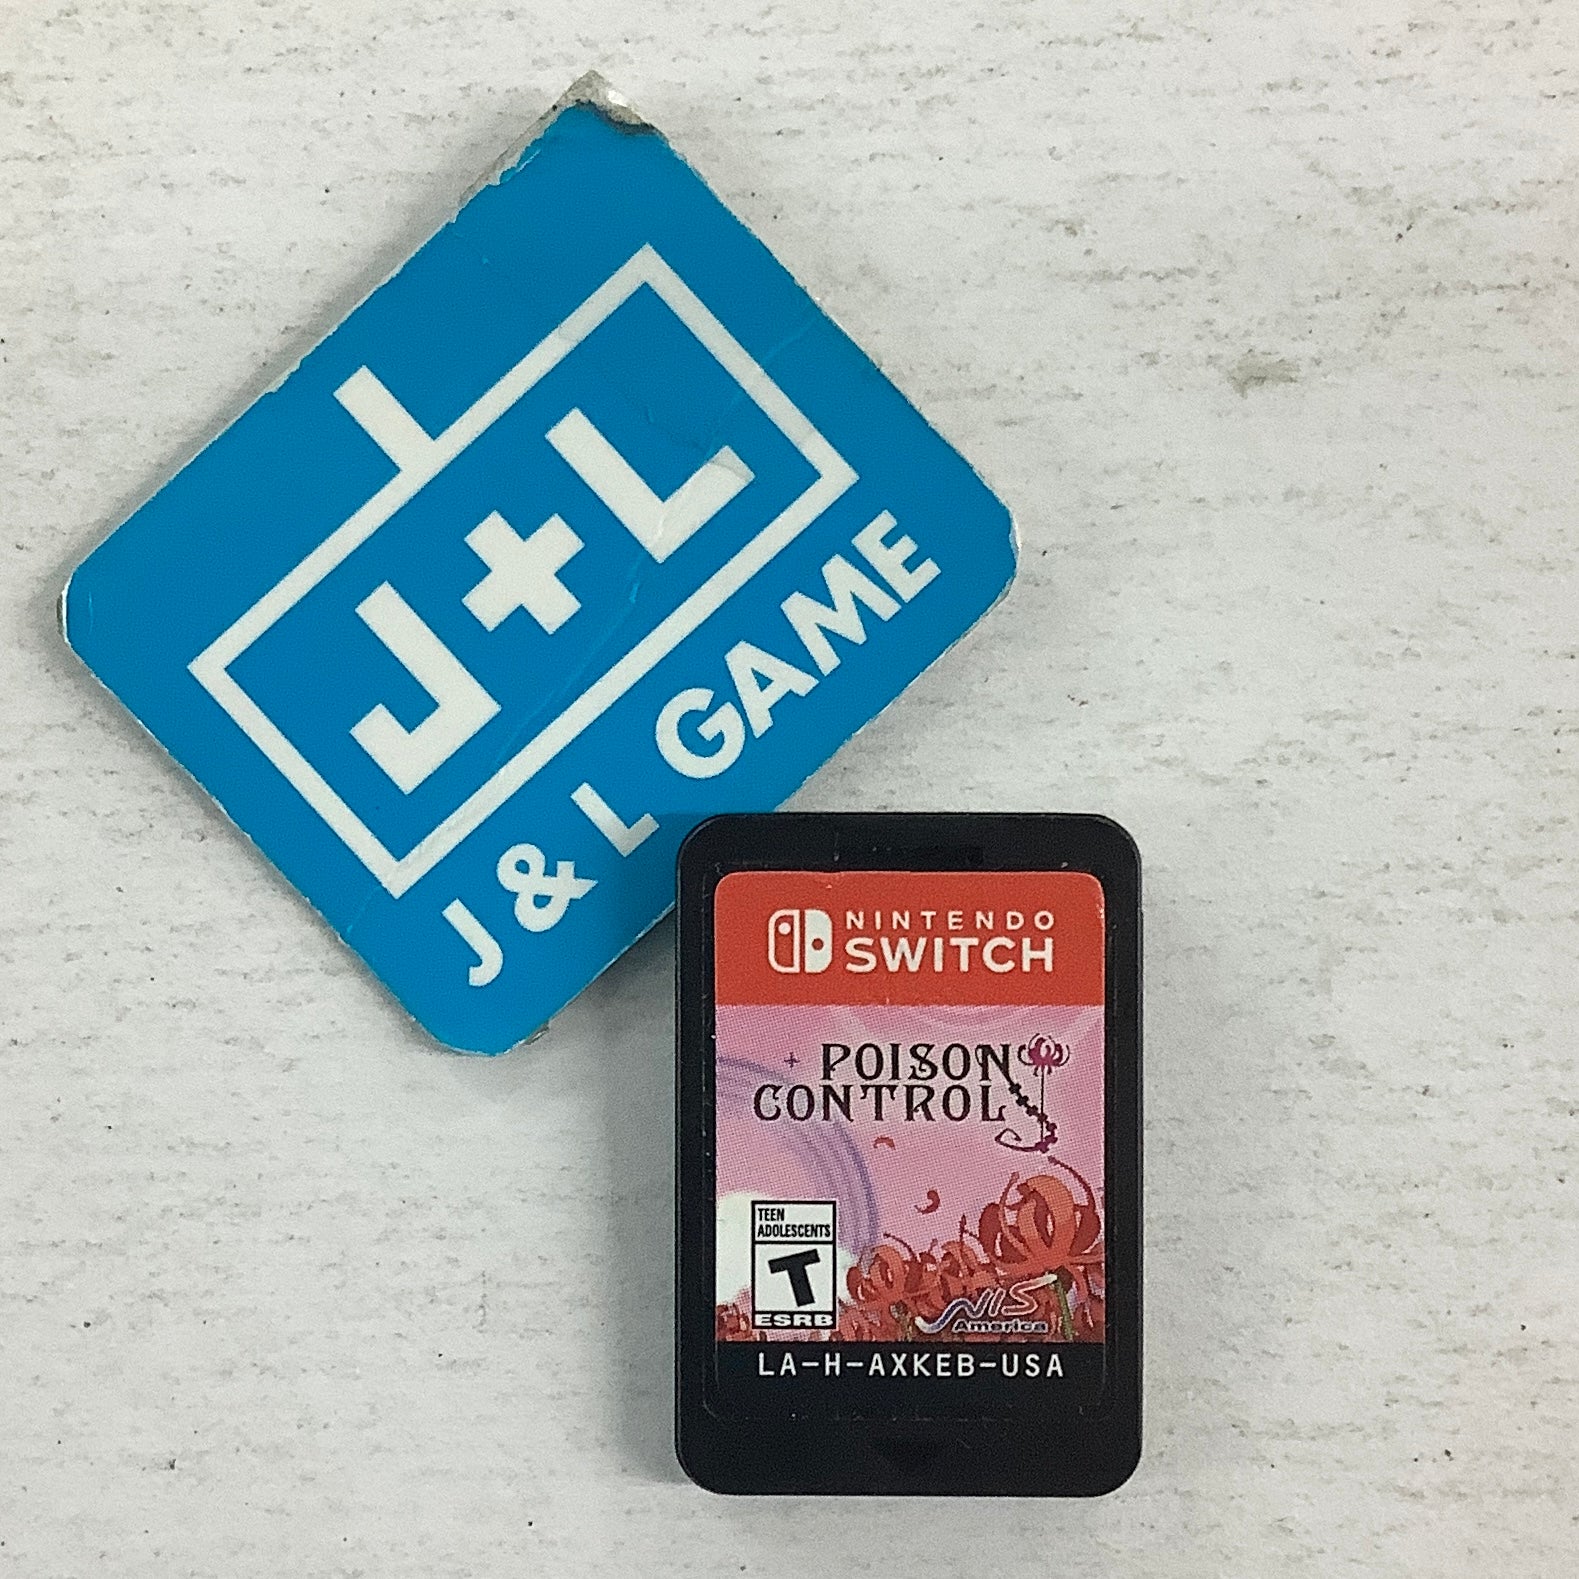 J+L
J & L GAME
NINTENDO
SWITCH
POISON
CONTROL
TEEN
ADOLESCENTS
T
ESRB
NIS
America
LA-H-AXKEB-USA